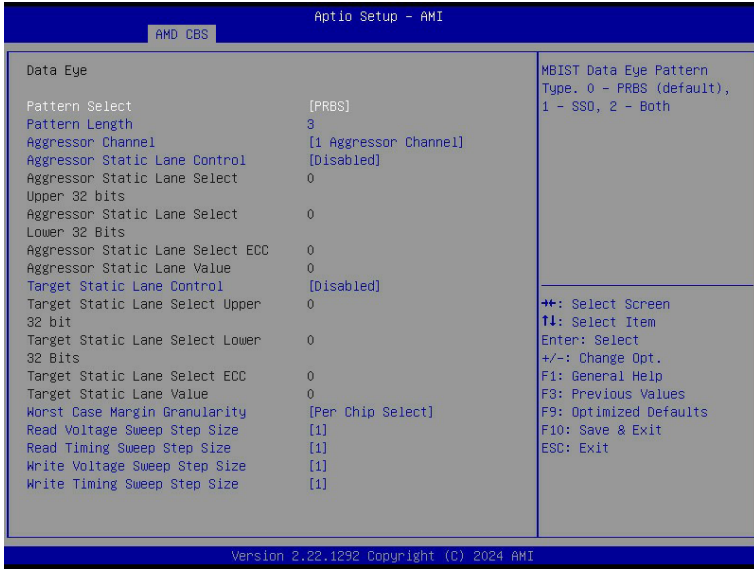 Aptio Setup - AMI
AMD CBS
Data Eye
Pattern Select [PRBS]
Pattern Length 3
Aggressor Channel [1 Aggressor Channel]
Aggressor Static Lane Control [Disabled]
Aggressor Static Lane Select 0
Upper 32 bits
Aggressor Static Lane Select 0
Lower 32 Bits
Aggressor Static Lane Select ECC 0
Aggressor Static Lane Value 0
Target Static Lane Control [Disabled]
Target Static Lane Select Upper 0
32 bit
Target Static Lane Select Lower 0
32 Bits
Target Static Lane Select ECC 0
Target Static Lane Value 0
Worst Case Margin Granularity [Per Chip Select]
Read Voltage Sweep Step Size [1]
Read Timing Sweep Step Size [1]
Write Voltage Sweep Step Size [1]
Write Timing Sweep Step Size [1]
MBIST Data Eye Pattern
Type. 0 - PRBS (default),
1 - SSO, 2 - Both
→←: Select Screen
↑↓: Select Item
Enter: Select
+/-: Change Opt.
F1: General Help
F3: Previous Values
F9: Optimized Defaults
F10: Save & Exit
ESC: Exit
Version 2.22.1292 Copyright (C) 2024 AMI